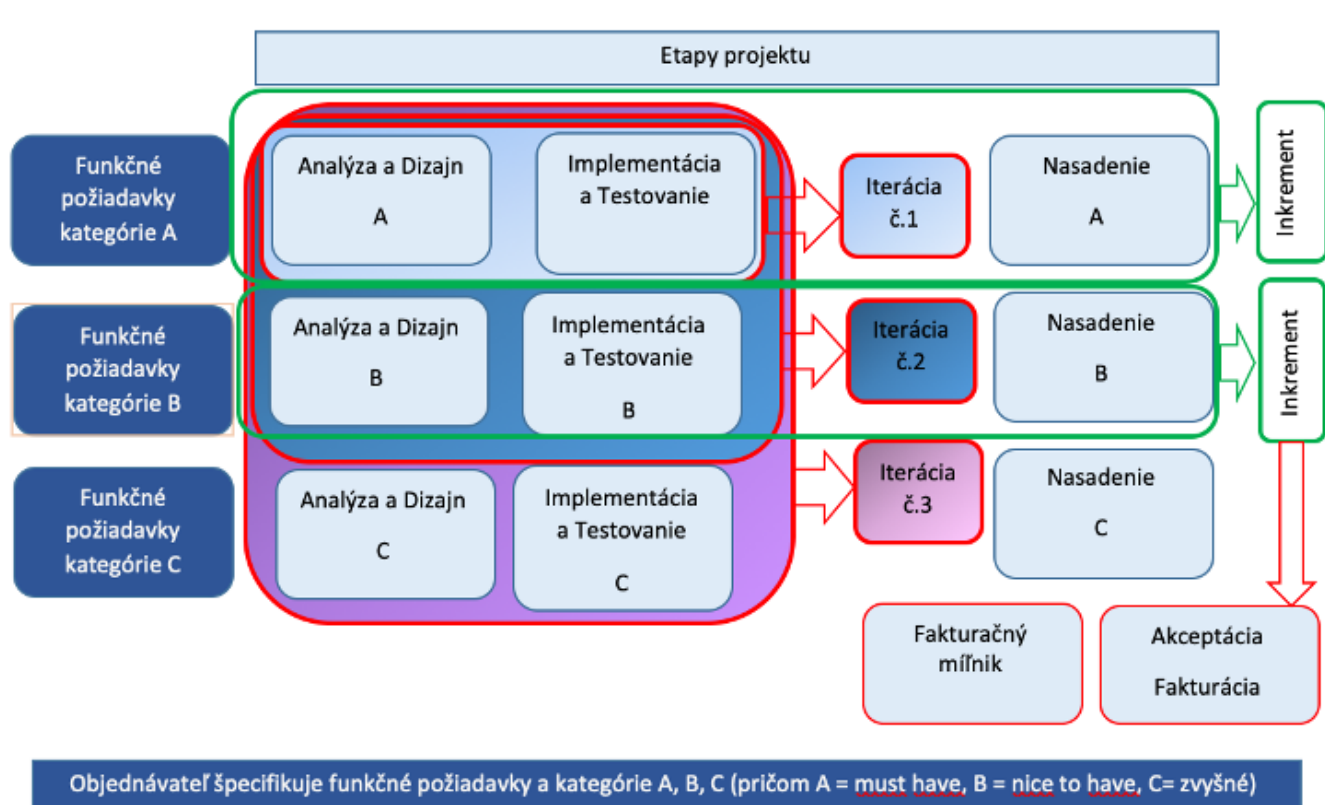 Etapy projektu
Funkčné
požiadavky
kategórie A
Analýza a Dizajn
A
Implementácia
a Testovanie
Iterácia
č.1
Nasadenie
A
Inkrement
Funkčné
požiadavky
kategórie B
Analýza a Dizajn
B
Implementácia
a Testovanie
B
Iterácia
č.2
Nasadenie
B
Inkrement
Funkčné
požiadavky
kategórie C
Analýza a Dizajn
C
Implementácia
a Testovanie
C
Iterácia
č.3
Nasadenie
C
Fakturačný
míľnik
Akceptácia
Fakturácia
Objednávateľ špecifikuje funkčné požiadavky a kategórie A, B, C (pričom A = must have, B = nice to have, C= zvyšné)